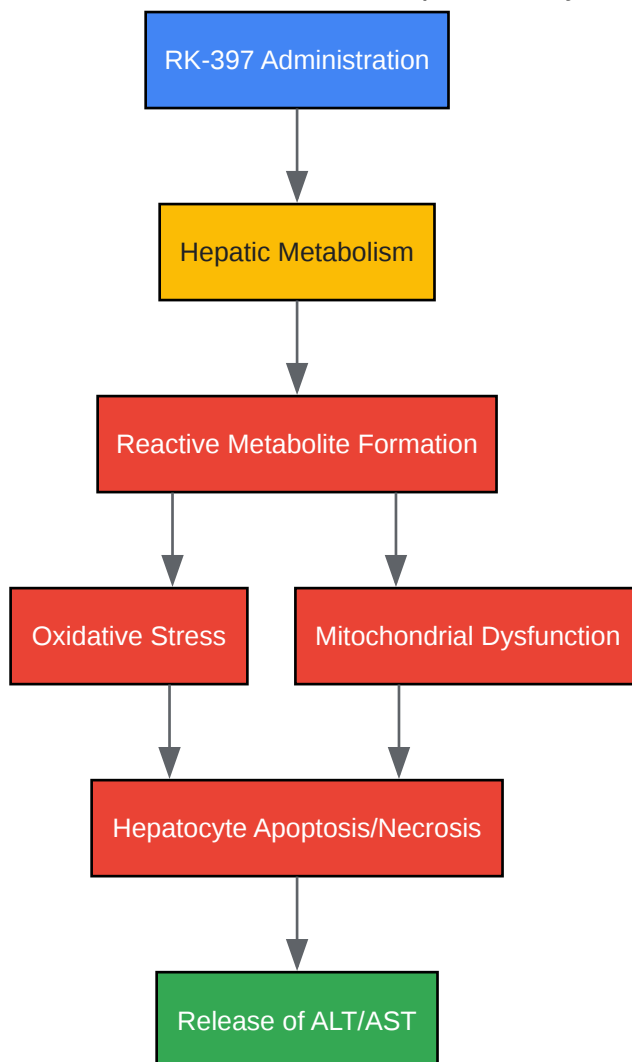 RK-397 Administration
Hepatic Metabolism
Reactive Metabolite Formation
Oxidative Stress
Mitochondrial Dysfunction
Hepatocyte Apoptosis/Necrosis
Release of ALT/AST